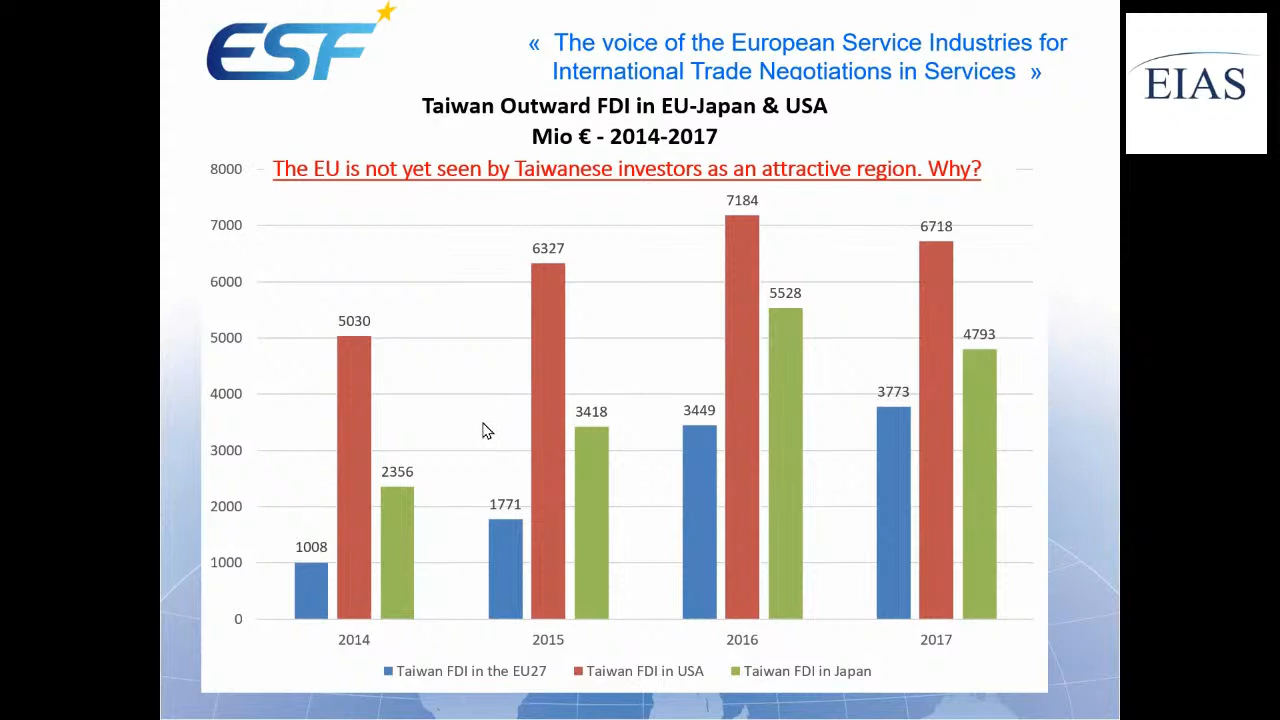 ESF
« The voice of the European Service Industries for
International Trade Negotiations in Services »
EIAS
Taiwan Outward FDI in EU-Japan & USA
Mio € - 2014-2017
The EU is not yet seen by Taiwanese investors as an attractive region. Why?
8000
7000
6000
5000
4000
3000
2000
1000
0
1008
5030
2356
1771
6327
3418
3449
7184
5528
3773
6718
4793
2014 2015 2016 2017
Taiwan FDI in the EU27 Taiwan FDI in USA Taiwan FDI in Japan